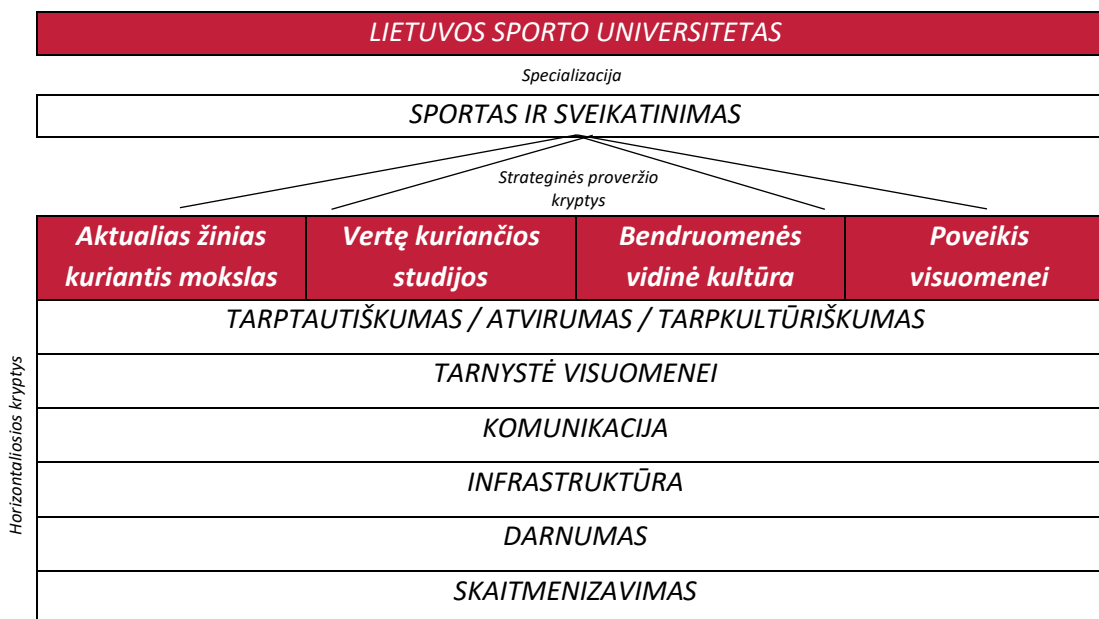 LIETUVOS SPORTO UNIVERSITETAS
Specializacija
SPORTAS IR SVEIKATINIMAS
Strateginės proveržio
kryptys
Aktualias žinias
kuriantis mokslas
Vertę kuriančios
studijos
Bendruomenės
vidinė kultūra
Poveikis
visuomenei
Horizontaliosios kryptys
TARPTAUTIŠKUMAS / ATVIRUMAS / TARPKULTŪRIŠKUMAS
TARNYSTĖ VISUOMENEI
KOMUNIKACIJA
INFRASTRUKTŪRA
DARNUMAS
SKAITMENIZAVIMAS